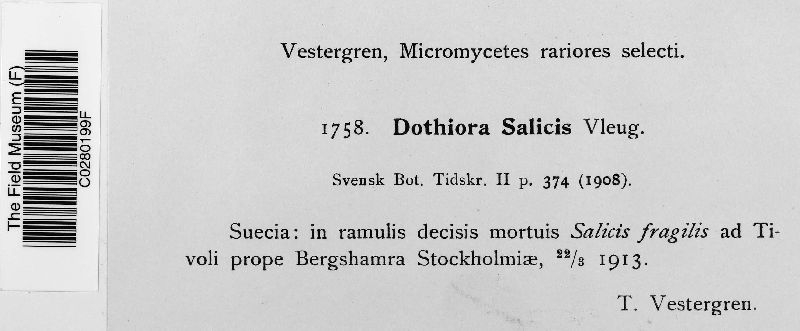 Vestergren, Micromycetes rariores selecti.
1758. Dothiora Salicis Vleug.
Svensk Bot. Tidskr. II p. 374 (1908).
Suecia: in ramulis decisis mortuis Salicis fragilis ad Ti-
voli prope Bergshamra Stockholmiæ, 22/3 1913.
T. Vestergren.
The Field Museum (F)
C0280199F